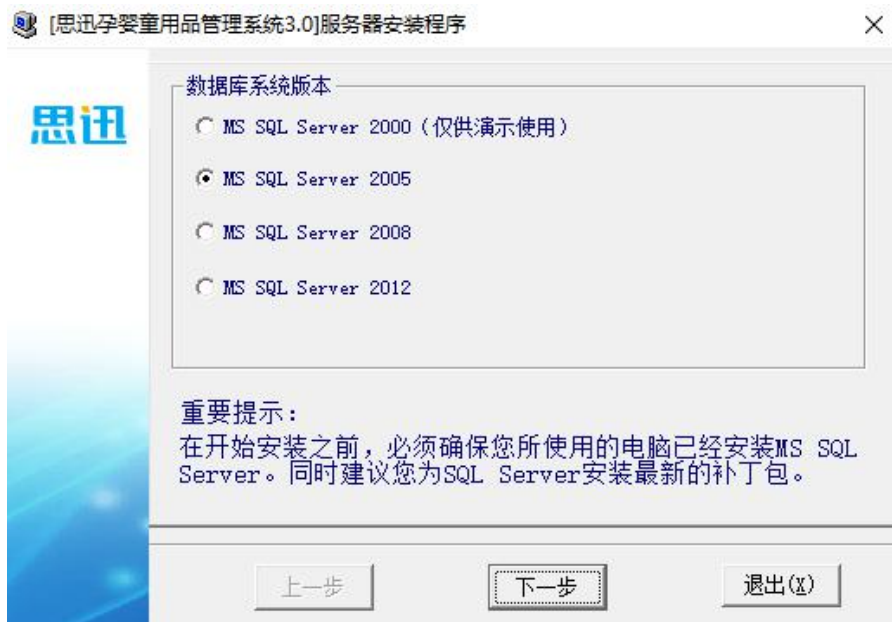 [思迅孕婴童用品管理系统3.0]服务器安装程序
思迅
数据库系统版本
MS SQL Server 2000（仅供演示使用）
MS SQL Server 2005
MS SQL Server 2008
MS SQL Server 2012
重要提示：
在开始安装之前，必须确保您所使用的电脑已经安装MS SQL
Server。同时建议您为SQL Server安装最新的补丁包。
上一步
下一步
退出(X)